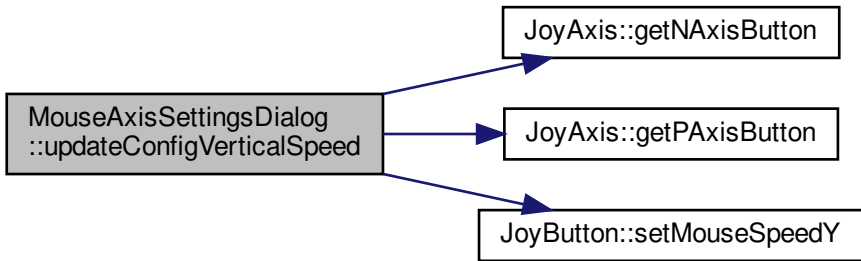 MouseAxisSettingsDialog
::updateConfigVerticalSpeed
JoyAxis::getNAxisButton
JoyAxis::getPAxisButton
JoyButton::setMouseSpeedY